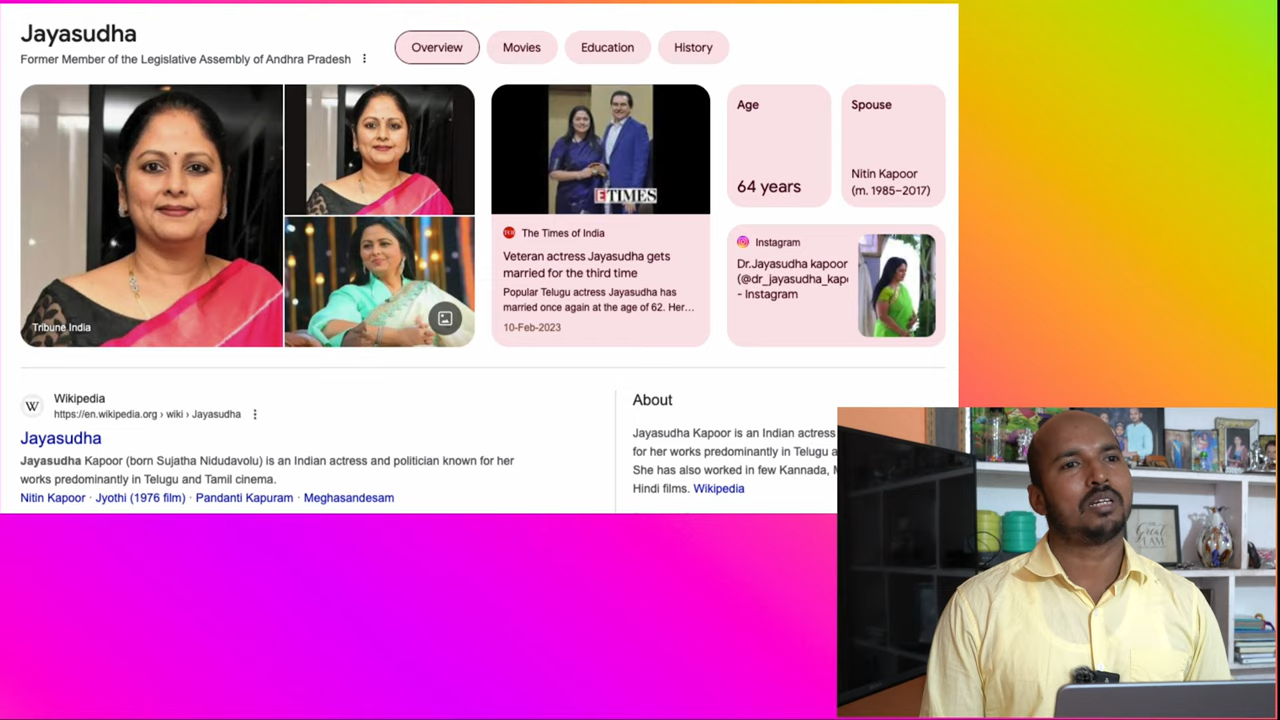 Jayasudha
Former Member of the Legislative Assembly of Andhra Pradesh
Overview
Movies
Education
History
Tribune India
ETIMES
The Times of India
Veteran actress Jayasudha gets
married for the third time
Popular Telugu actress Jayasudha has
married once again at the age of 62. Her...
10-Feb-2023
Age
64 years
Spouse
Nitin Kapoor
(m. 1985–2017)
Instagram
Dr.Jayasudha kapoor
(@dr_jayasudha_kap
- Instagram
W
Wikipedia
https://en.wikipedia.org › wiki › Jayasudha
Jayasudha
Jayasudha Kapoor (born Sujatha Nidudavolu) is an Indian actress and politician known for her
works predominantly in Telugu and Tamil cinema.
Nitin Kapoor · Jyothi (1976 film) · Pandanti Kapuram · Meghasandesam
About
Jayasudha Kapoor is an Indian actress
for her works predominantly in Telugu a
She has also worked in few Kannada, M
Hindi films. Wikipedia
Great
I AM